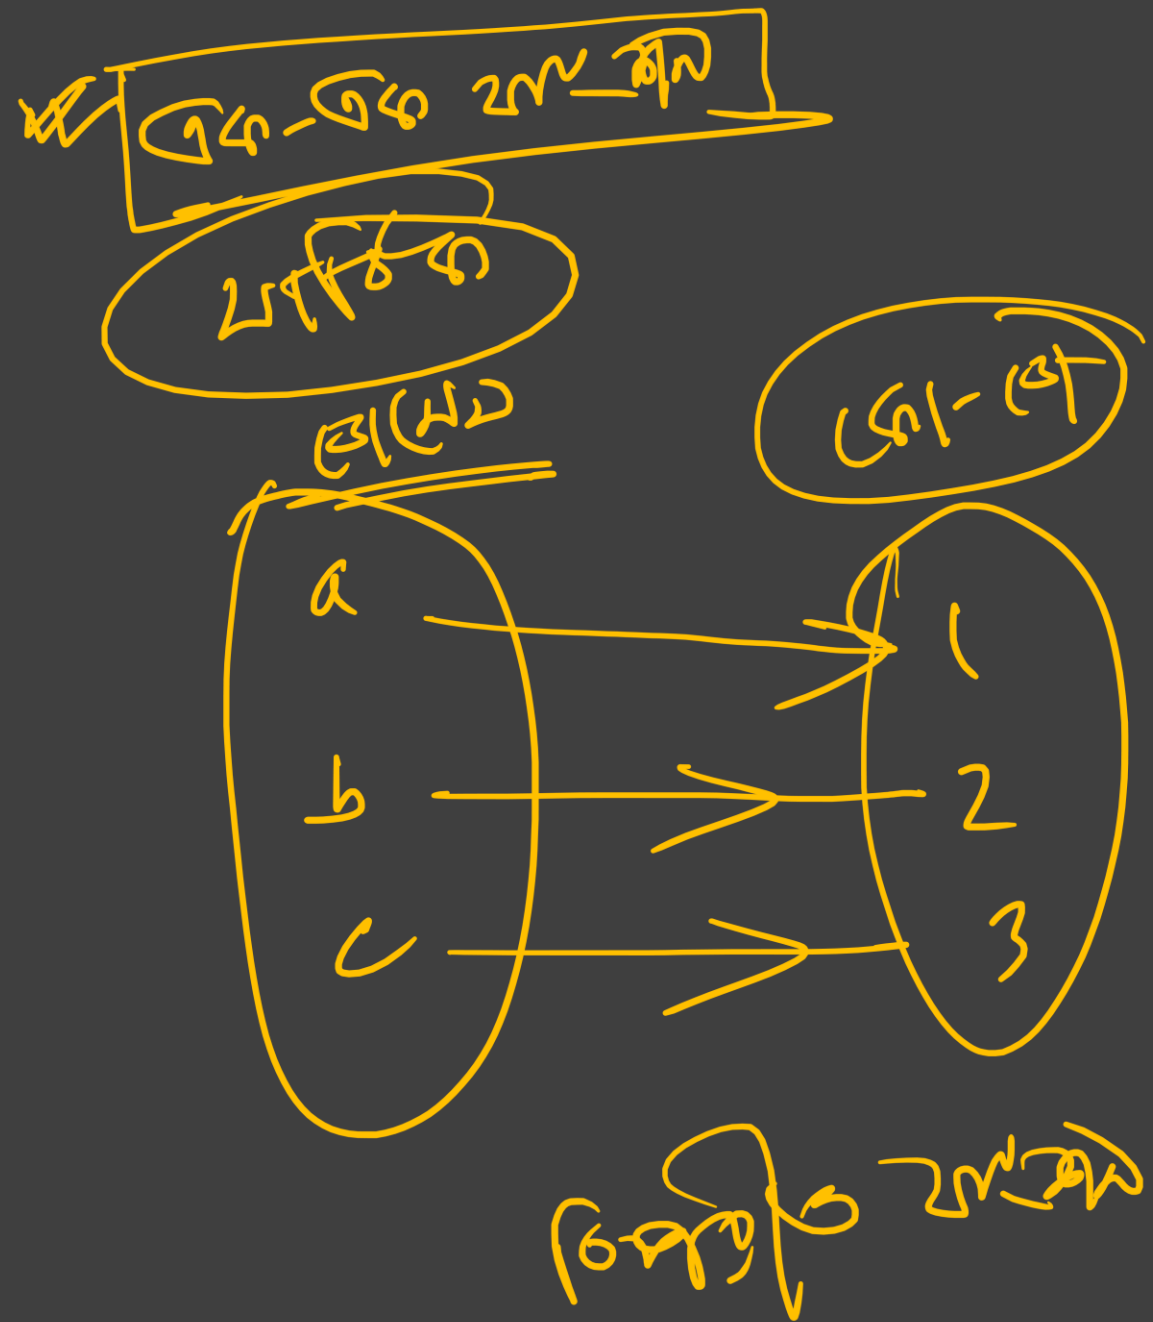 এক-এক ফাংশন
সার্বিক
ডোমেন
কো-ডো
a 1
b 2
c 3
বিপরীত ফাংশন